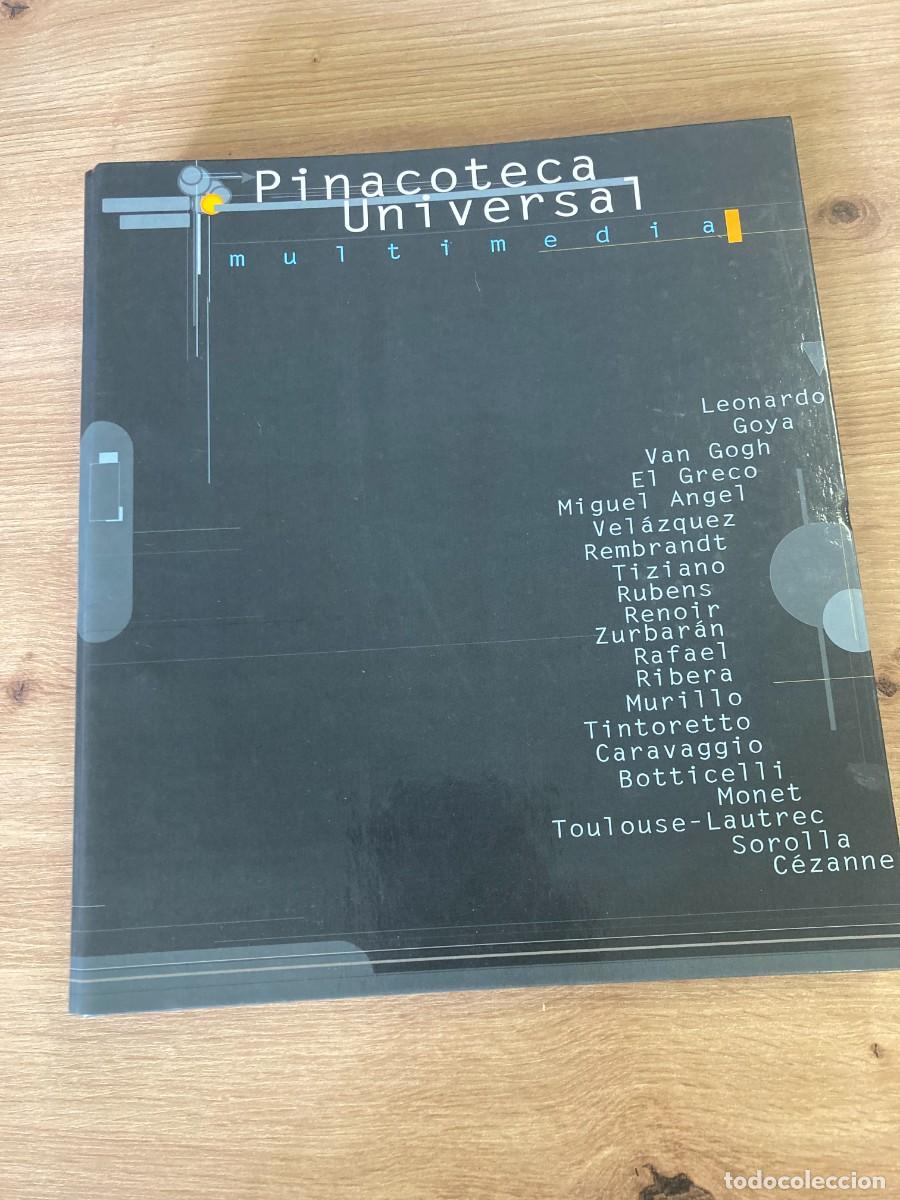 Pinacoteca
Universal
multimedia
Leonardo
Goya
Van Gogh
El Greco
Miguel Angel
Velázquez
Rembrandt
Tiziano
Rubens
Renoir
Zurbarán
Rafael
Ribera
Murillo
Tintoretto
Caravaggio
Botticelli
Monet
Toulouse-Lautrec
Sorolla
Cézanne
todocoleccion